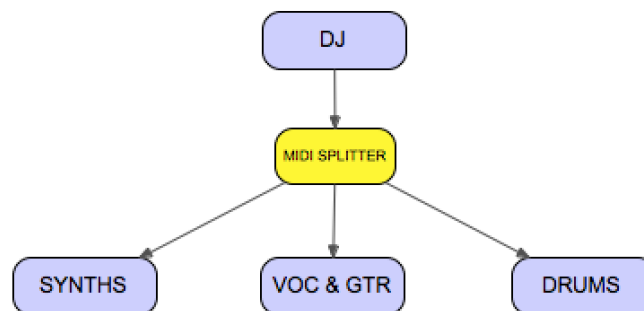 DJ
MIDI SPLITTER
SYNTHS
VOC & GTR
DRUMS